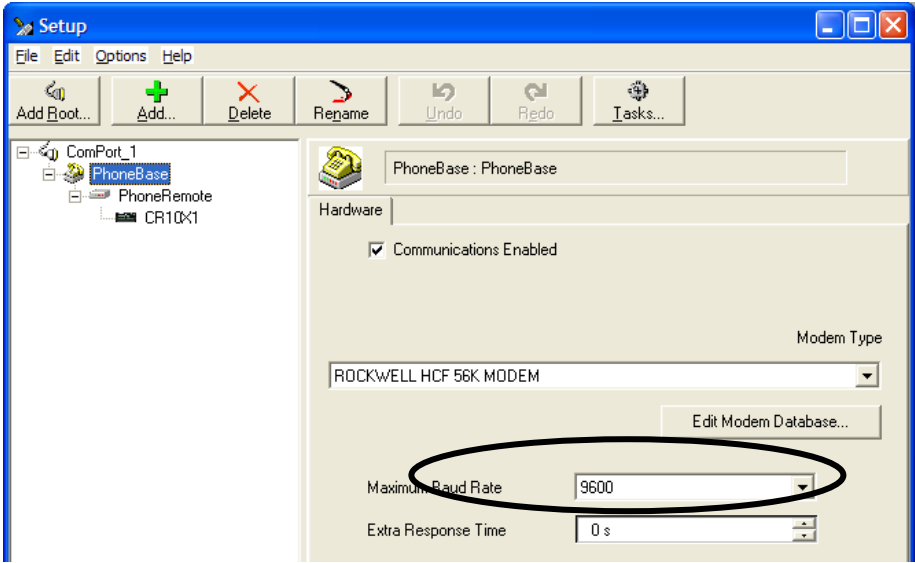 Setup
File Edit Options Help
Add Root... Add... Delete Rename Undo Redo Tasks...
ComPort_1
PhoneBase
PhoneRemote
CR10X1
PhoneBase : PhoneBase
Hardware
Communications Enabled
Modem Type
ROCKWELL HCF 56K MODEM
Edit Modem Database...
Maximum Baud Rate 9600
Extra Response Time 0 s